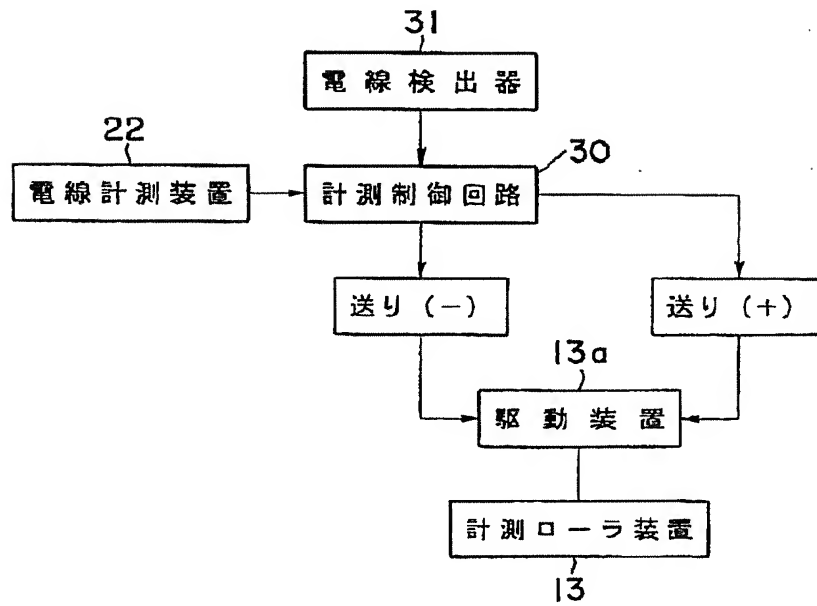 31
電線検出器
22
電線計測装置
30
計測制御回路
送り(−)
送り(+)
13a
駆動装置
計測ローラ装置
13